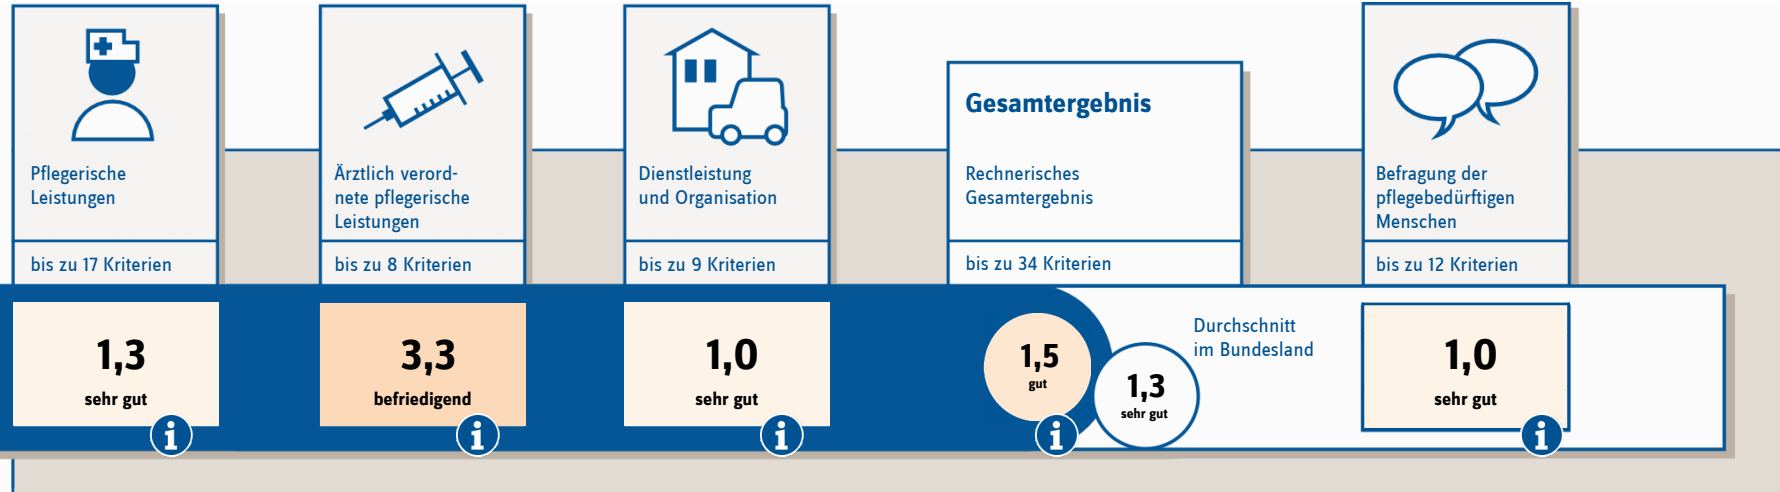 Pflegerische
Leistungen
bis zu 17 Kriterien
1,3
sehr gut
i
Ärztlich verord-
nete pflegerische
Leistungen
bis zu 8 Kriterien
3,3
befriedigend
i
Dienstleistung
und Organisation
bis zu 9 Kriterien
1,0
sehr gut
i
Gesamtergebnis
Rechnerisches
Gesamtergebnis
bis zu 34 Kriterien
1,5
gut
i
1,3
sehr gut
Durchschnitt
im Bundesland
Befragung der
pflegebedürftigen
Menschen
bis zu 12 Kriterien
1,0
sehr gut
i